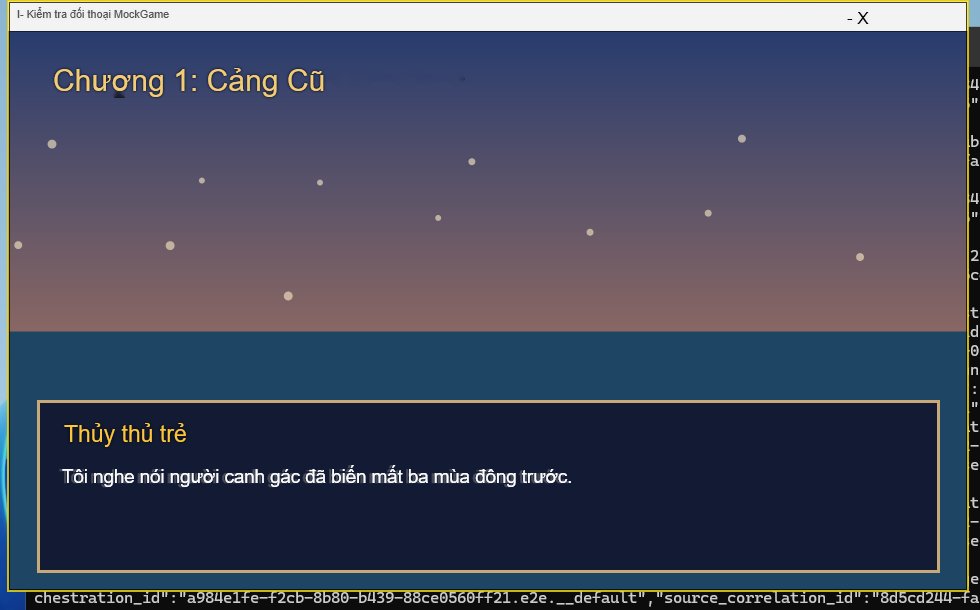 I- Kiểm tra đối thoại MockGame
- X
Chương 1: Cảng Cũ
Thủy thủ trẻ
Tôi nghe nói người canh gác đã biến mất ba mùa đông trước.
chestration_id":"a984e1fe-f2cb-8b80-b439-88ce0560ff21.e2e.__default","source_correlation_id":"8d5cd244-fa